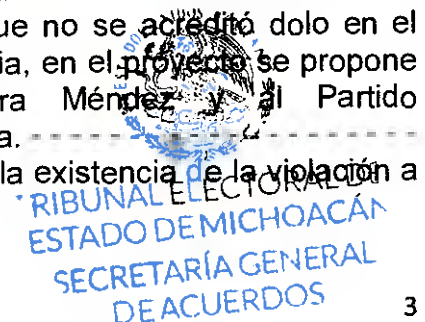 ue no se acreditó dolo en el
ia, en el proyecto se propone
ra Méndez y al Partido
a. - - - - - - - - - - - - - - - - - - - - - - - -
la existencia de la violación a
TRIBUNAL ELECTORAL DEL
ESTADO DE MICHOACÁN
SECRETARÍA GENERAL
DE ACUERDOS
3